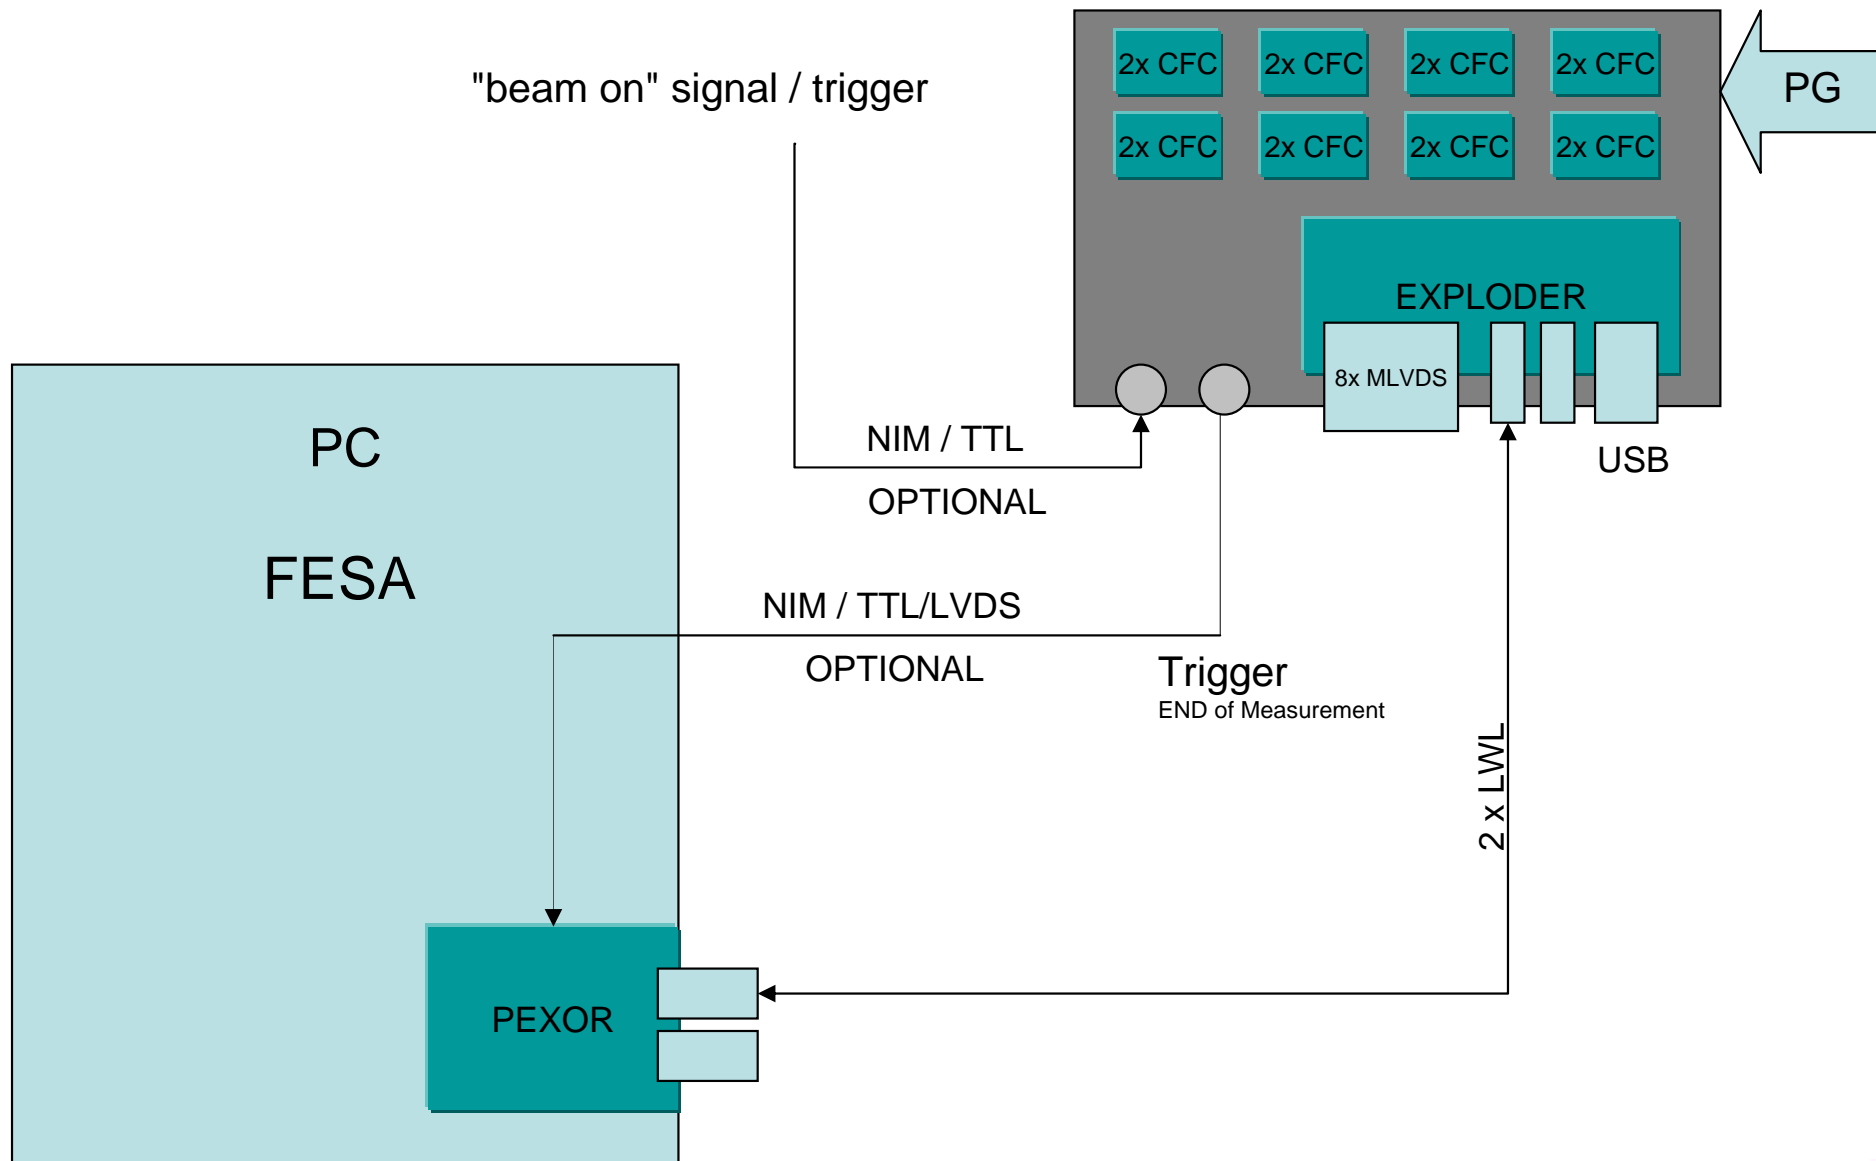 2x CFC 2x CFC 2x CFC 2x CFC
PG
"beam on" signal / trigger
2x CFC 2x CFC 2x CFC 2x CFC
EXPLODER
8x MLVDS
USB
NIM / TTL
OPTIONAL
PC
FESA
NIM / TTL/LVDS
OPTIONAL
Trigger
END of Measurement
2 x LWL
PEXOR